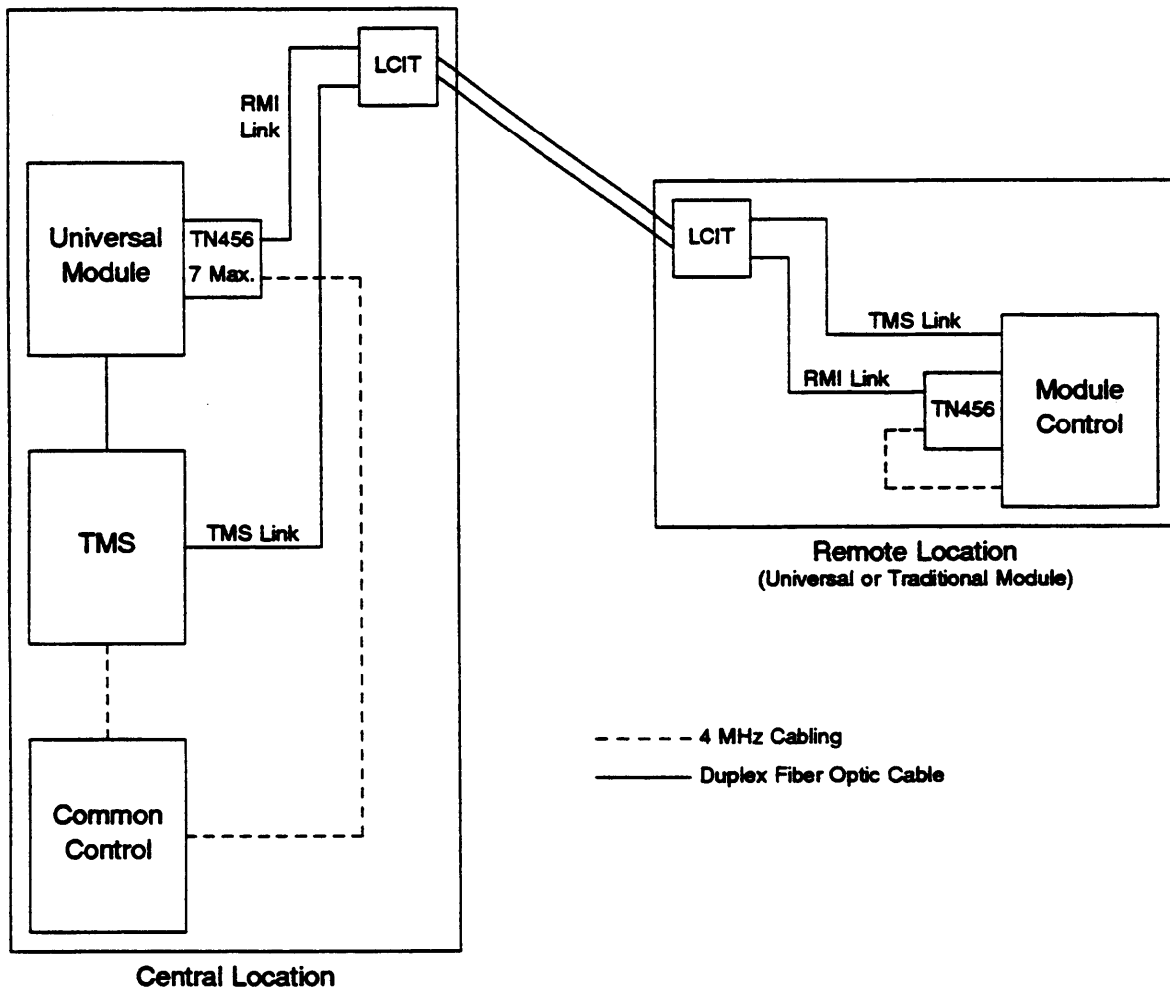 LCIT
RMI
Link
Universal
Module
TN456
7 Max.
TMS
TMS Link
Common
Control
Central Location
LCIT
TMS Link
RMI Link
TN456
Module
Control
Remote Location
(Universal or Traditional Module)
4 MHz Cabling
Duplex Fiber Optic Cable